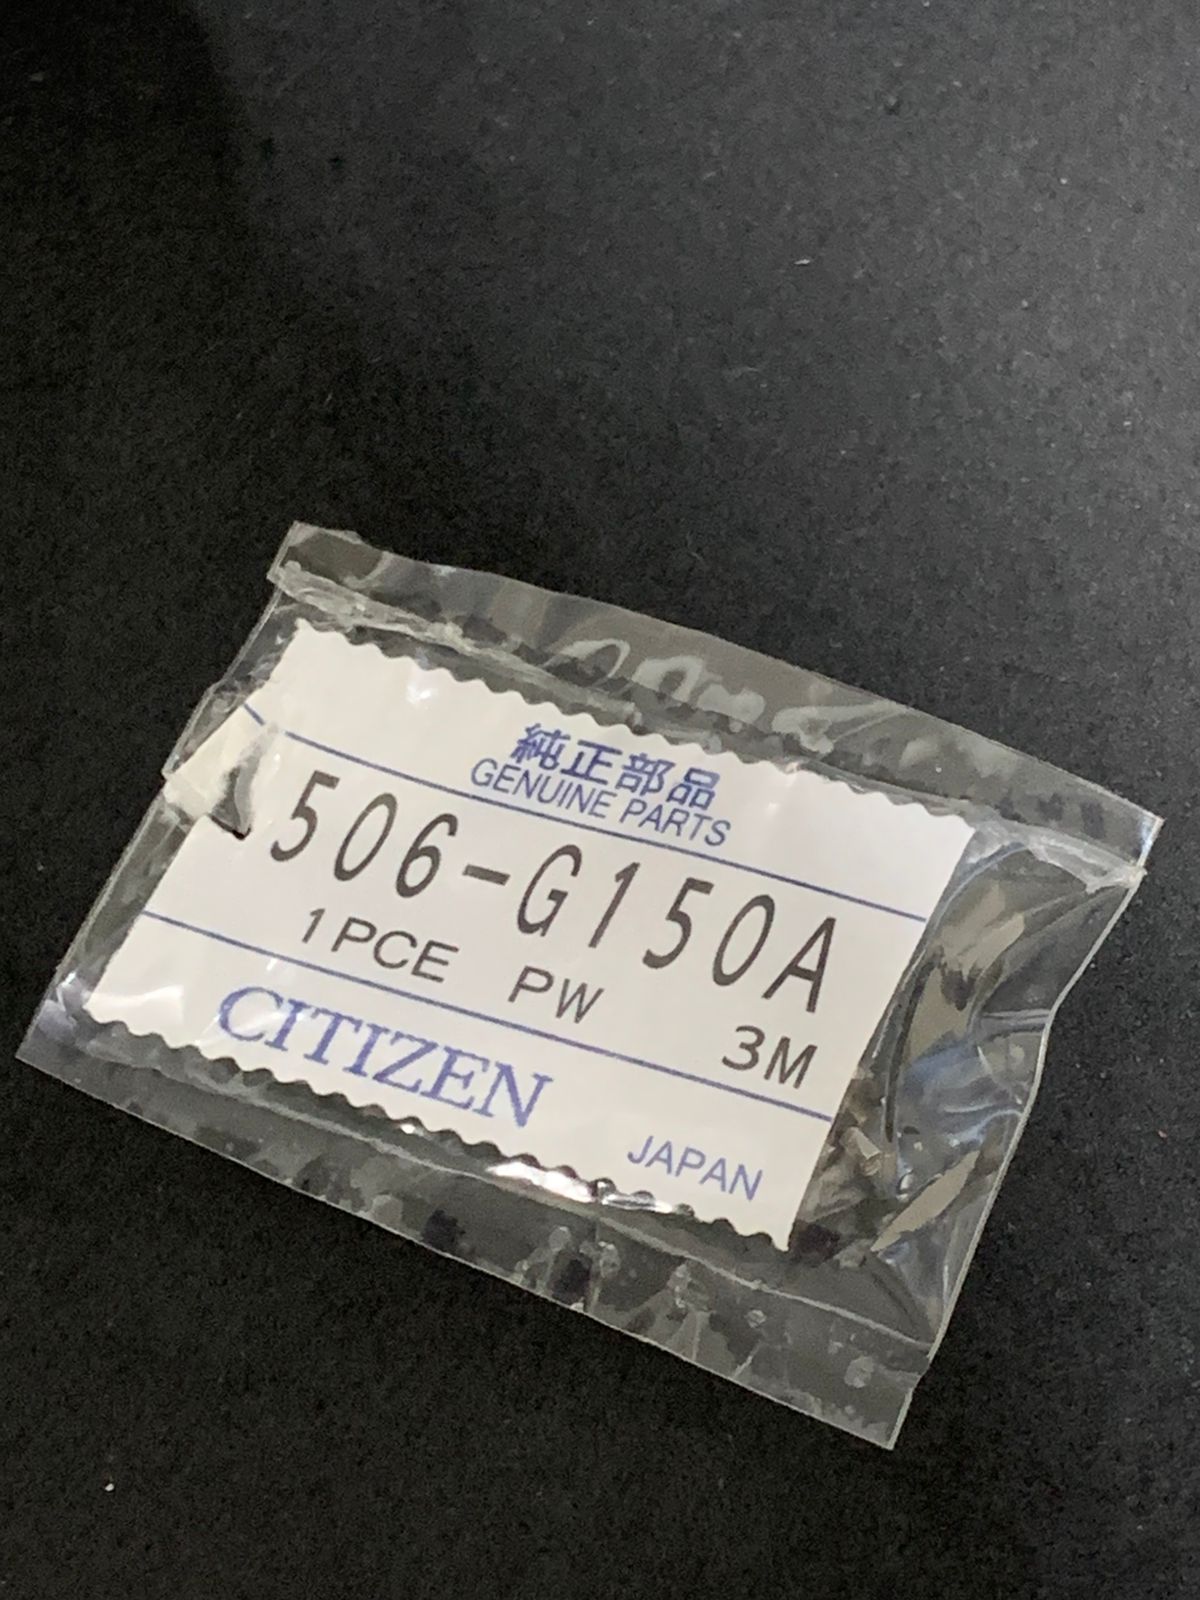 純正部品
GENUINE PARTS
506-G150A
1PCE PW
3M
CITIZEN
JAPAN